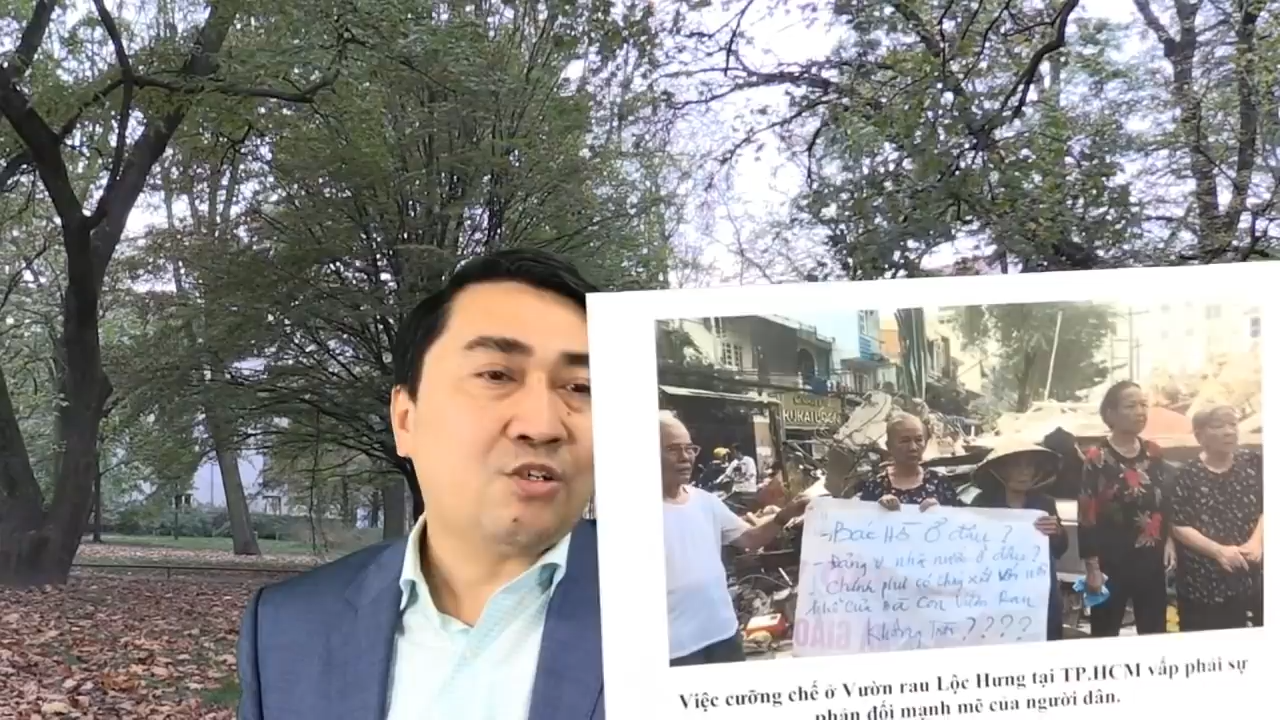 - Bác Hồ Ở đâu?
- Đảng và nhà nước ở đâu?
Chính phủ có thấy xót
nhà của Bà Con Vườn Rau
Không Trời????
GIÁO
Việc cưỡng chế ở Vườn rau Lộc Hưng tại TP.HCM vấp phải sự
phản đối mạnh mẽ của người dân.